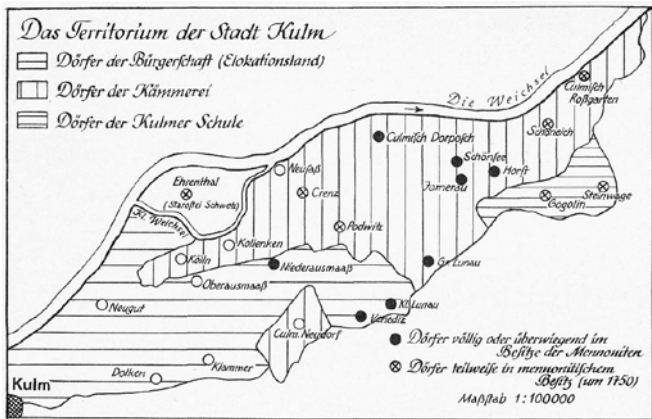 Das Territorium der Stadt Kulm
Dörfer der Bürgerschaft (Elokationsland)
Dörfer der Kämmerei
Dörfer der Kulmer Schule
Die Weichsel
Culmisch Roßgarten
Schöneich
Culmisch Dorposch
Schönsee
Horst
Jamerau
Steinwage
Gogolin
Neusaß
Ehrenthal
(Starostei Schwetz)
Crenz
Kl. Weichsel
Podwitz
Kollenken
Kölln
Niederausmaaß
Gr. Lunau
Oberausmaaß
Neugut
Kl. Lunau
Venediz
Culm. Neudorf
Klammer
Dolken
Kulm
Dörfer völlig oder überwiegend im
Besitze der Mennoniten
Dörfer teilweise in mennonitischem
Besitz (um 1750)
Maßstab 1:100000